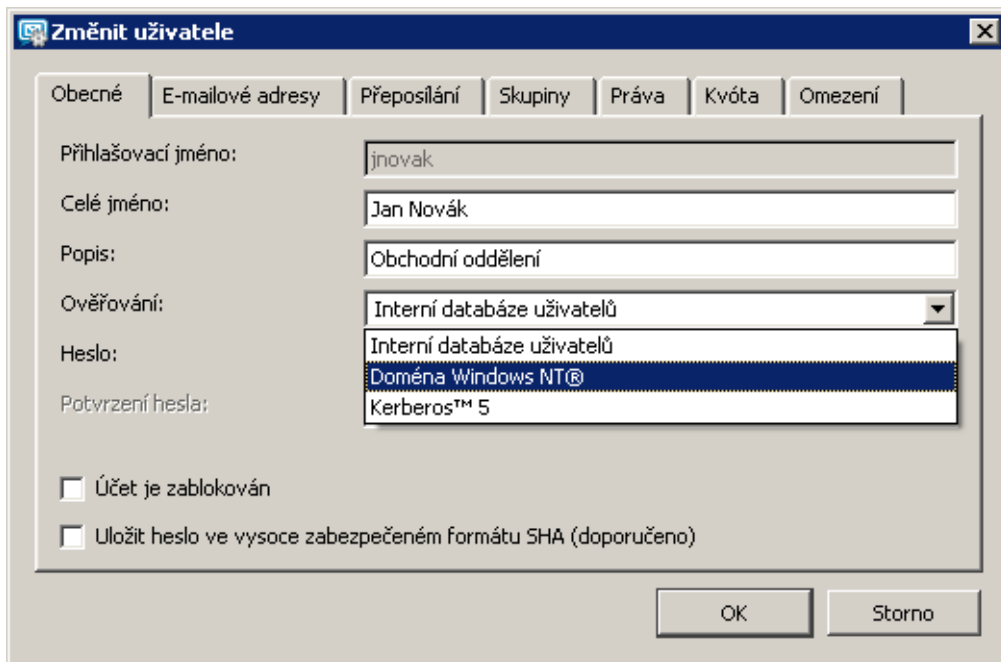 Změnit uživatele
Obecné E-mailové adresy Přeposílání Skupiny Práva Kvóta Omezení
Přihlašovací jméno: jnovak
Celé jméno: Jan Novák
Popis: Obchodní oddělení
Ověřování: Interní databáze uživatelů
Heslo: Interní databáze uživatelů
Doména Windows NT®
Potvrzení hesla: Kerberos™ 5
Účet je zablokován
Uložit heslo ve vysoce zabezpečeném formátu SHA (doporučeno)
OK Storno